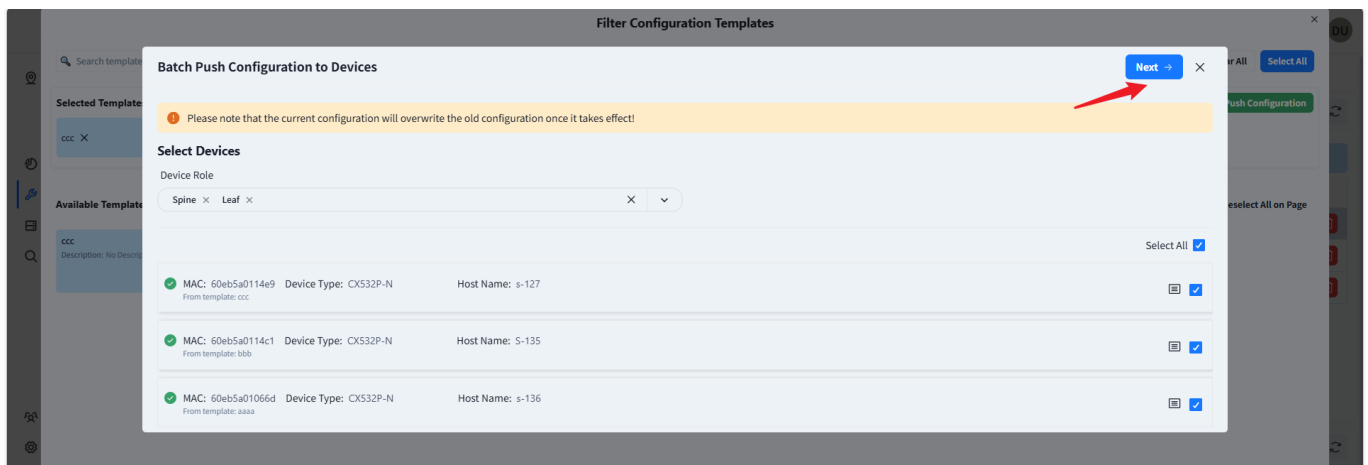 Filter Configuration Templates
DU
Search template
Clear All Select All
Batch Push Configuration to Devices
Next →
Selected Template
Push Configuration
Please note that the current configuration will overwrite the old configuration once it takes effect!
ccc
Select Devices
Device Role
Spine × Leaf ×
Available Template
eselect All on Page
ccc
Description: No Descrip
Select All
MAC: 60eb5a0114e9 Device Type: CX532P-N Host Name: s-127
From template: ccc
MAC: 60eb5a0114c1 Device Type: CX532P-N Host Name: S-135
From template: bbb
MAC: 60eb5a01066d Device Type: CX532P-N Host Name: s-136
From template: aaaa